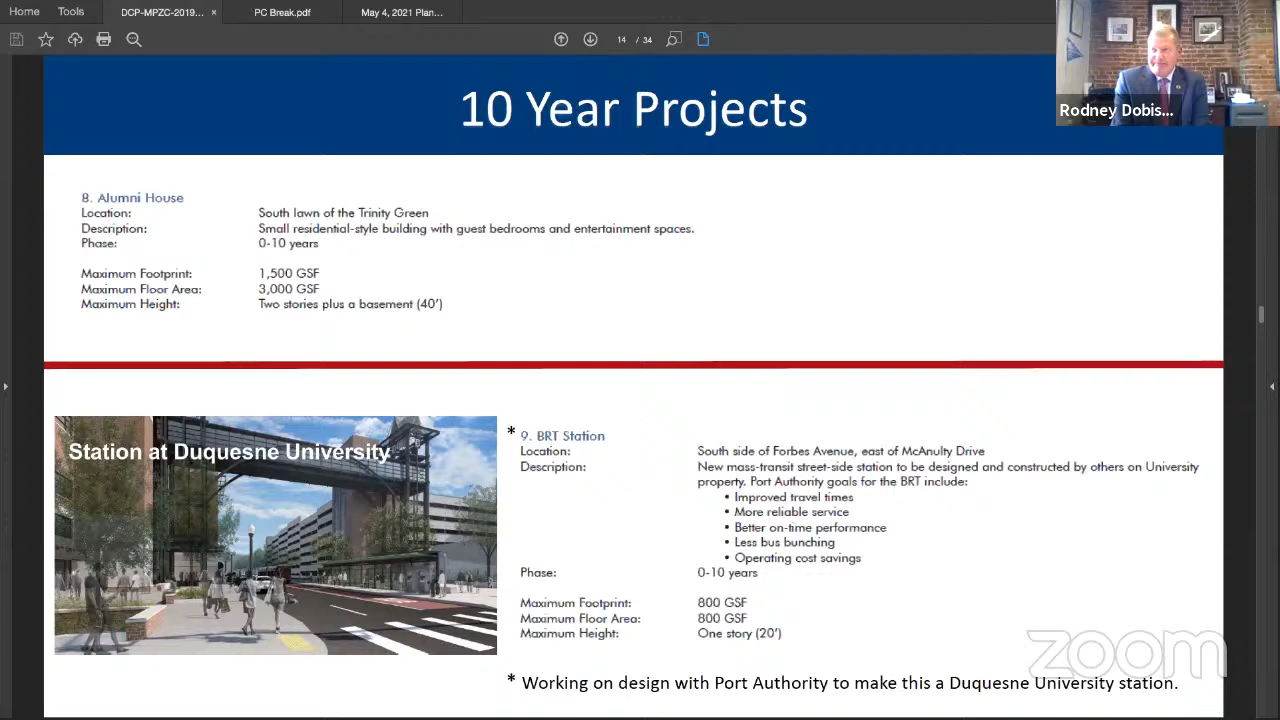 Home Tools DCP-MPZC-2019... × PC Break.pdf May 4, 2021 Plan...
14 / 34
10 Year Projects
Rodney Dobis...
8. Alumni House
Location: South lawn of the Trinity Green
Description: Small residential-style building with guest bedrooms and entertainment spaces.
Phase: 0-10 years
Maximum Footprint: 1,500 GSF
Maximum Floor Area: 3,000 GSF
Maximum Height: Two stories plus a basement (40’)
Station at Duquesne University
* 9. BRT Station
Location: South side of Forbes Avenue, east of McAnulty Drive
Description: New mass-transit street-side station to be designed and constructed by others on University
property. Port Authority goals for the BRT include:
• Improved travel times
• More reliable service
• Better on-time performance
• Less bus bunching
• Operating cost savings
Phase: 0-10 years
Maximum Footprint: 800 GSF
Maximum Floor Area: 800 GSF
Maximum Height: One story (20’)
* Working on design with Port Authority to make this a Duquesne University station.
zoom